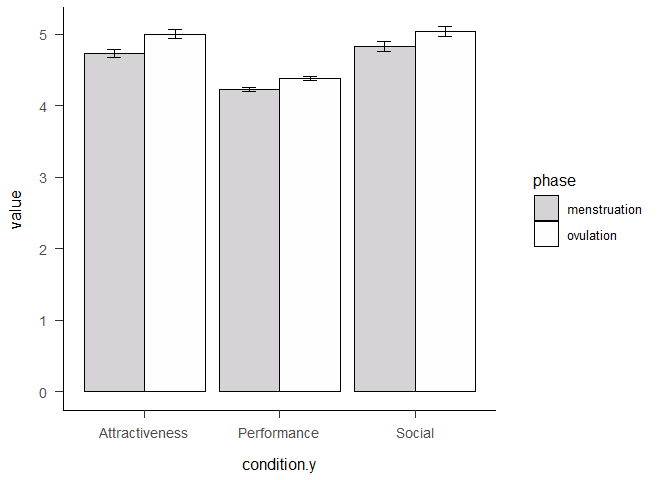 5
4
3
2
1
0
value
Attractiveness Performance Social
condition.y
phase
menstruation
ovulation